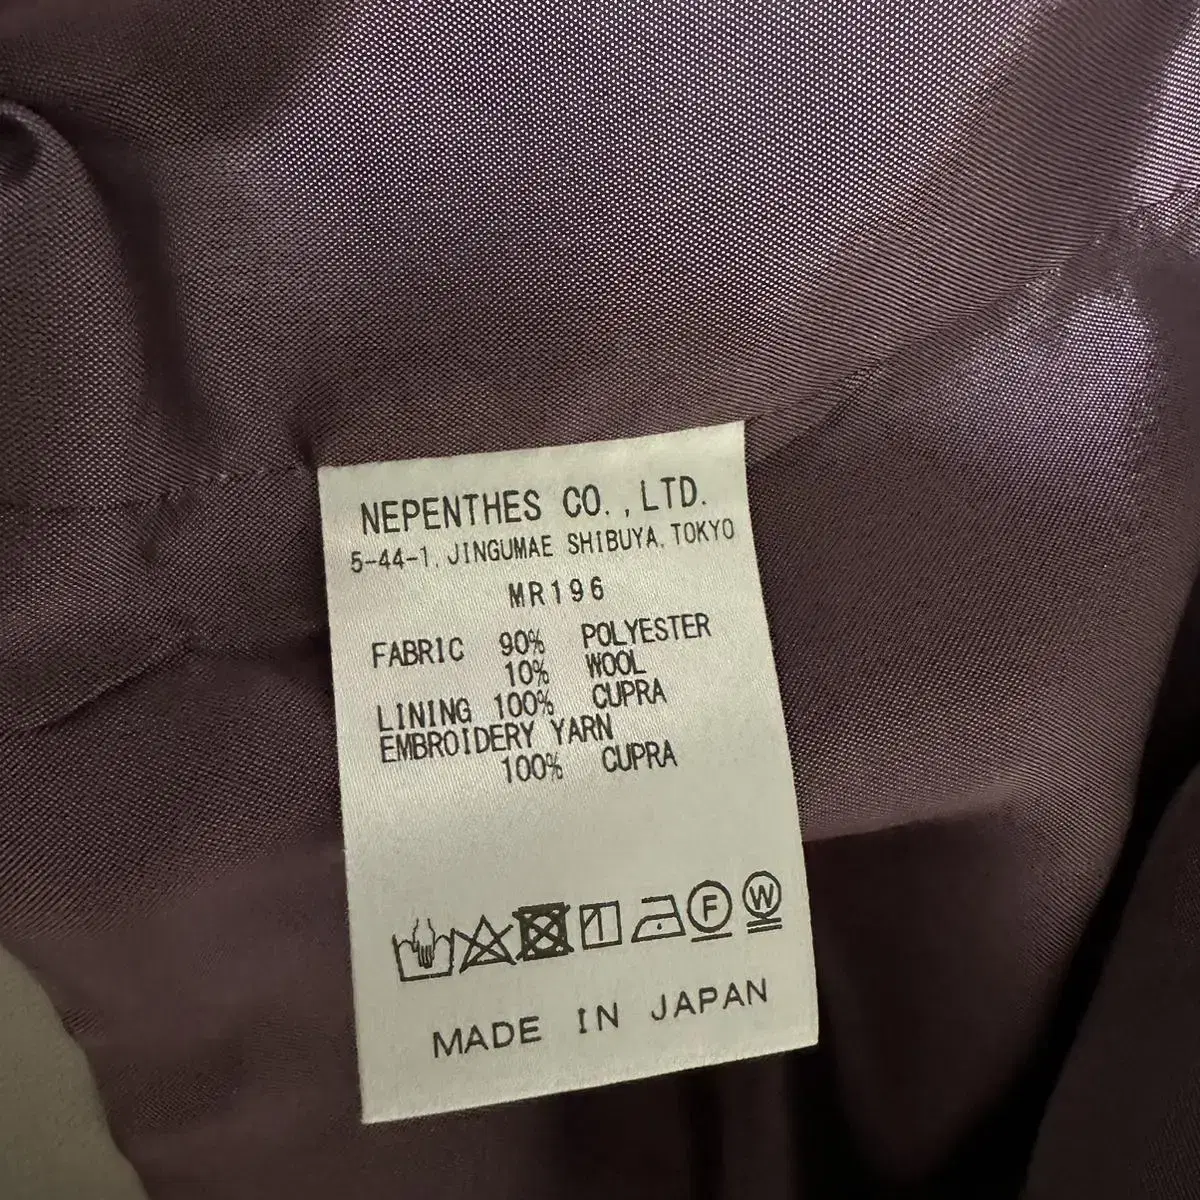 NEPENTHES CO.,LTD.
5-44-1, JINGUMAE SHIBUYA, TOKYO
MR196
FABRIC 90% POLYESTER
10% WOOL
LINING 100% CUPRA
EMBROIDERY YARN
100% CUPRA
F W
MADE IN JAPAN